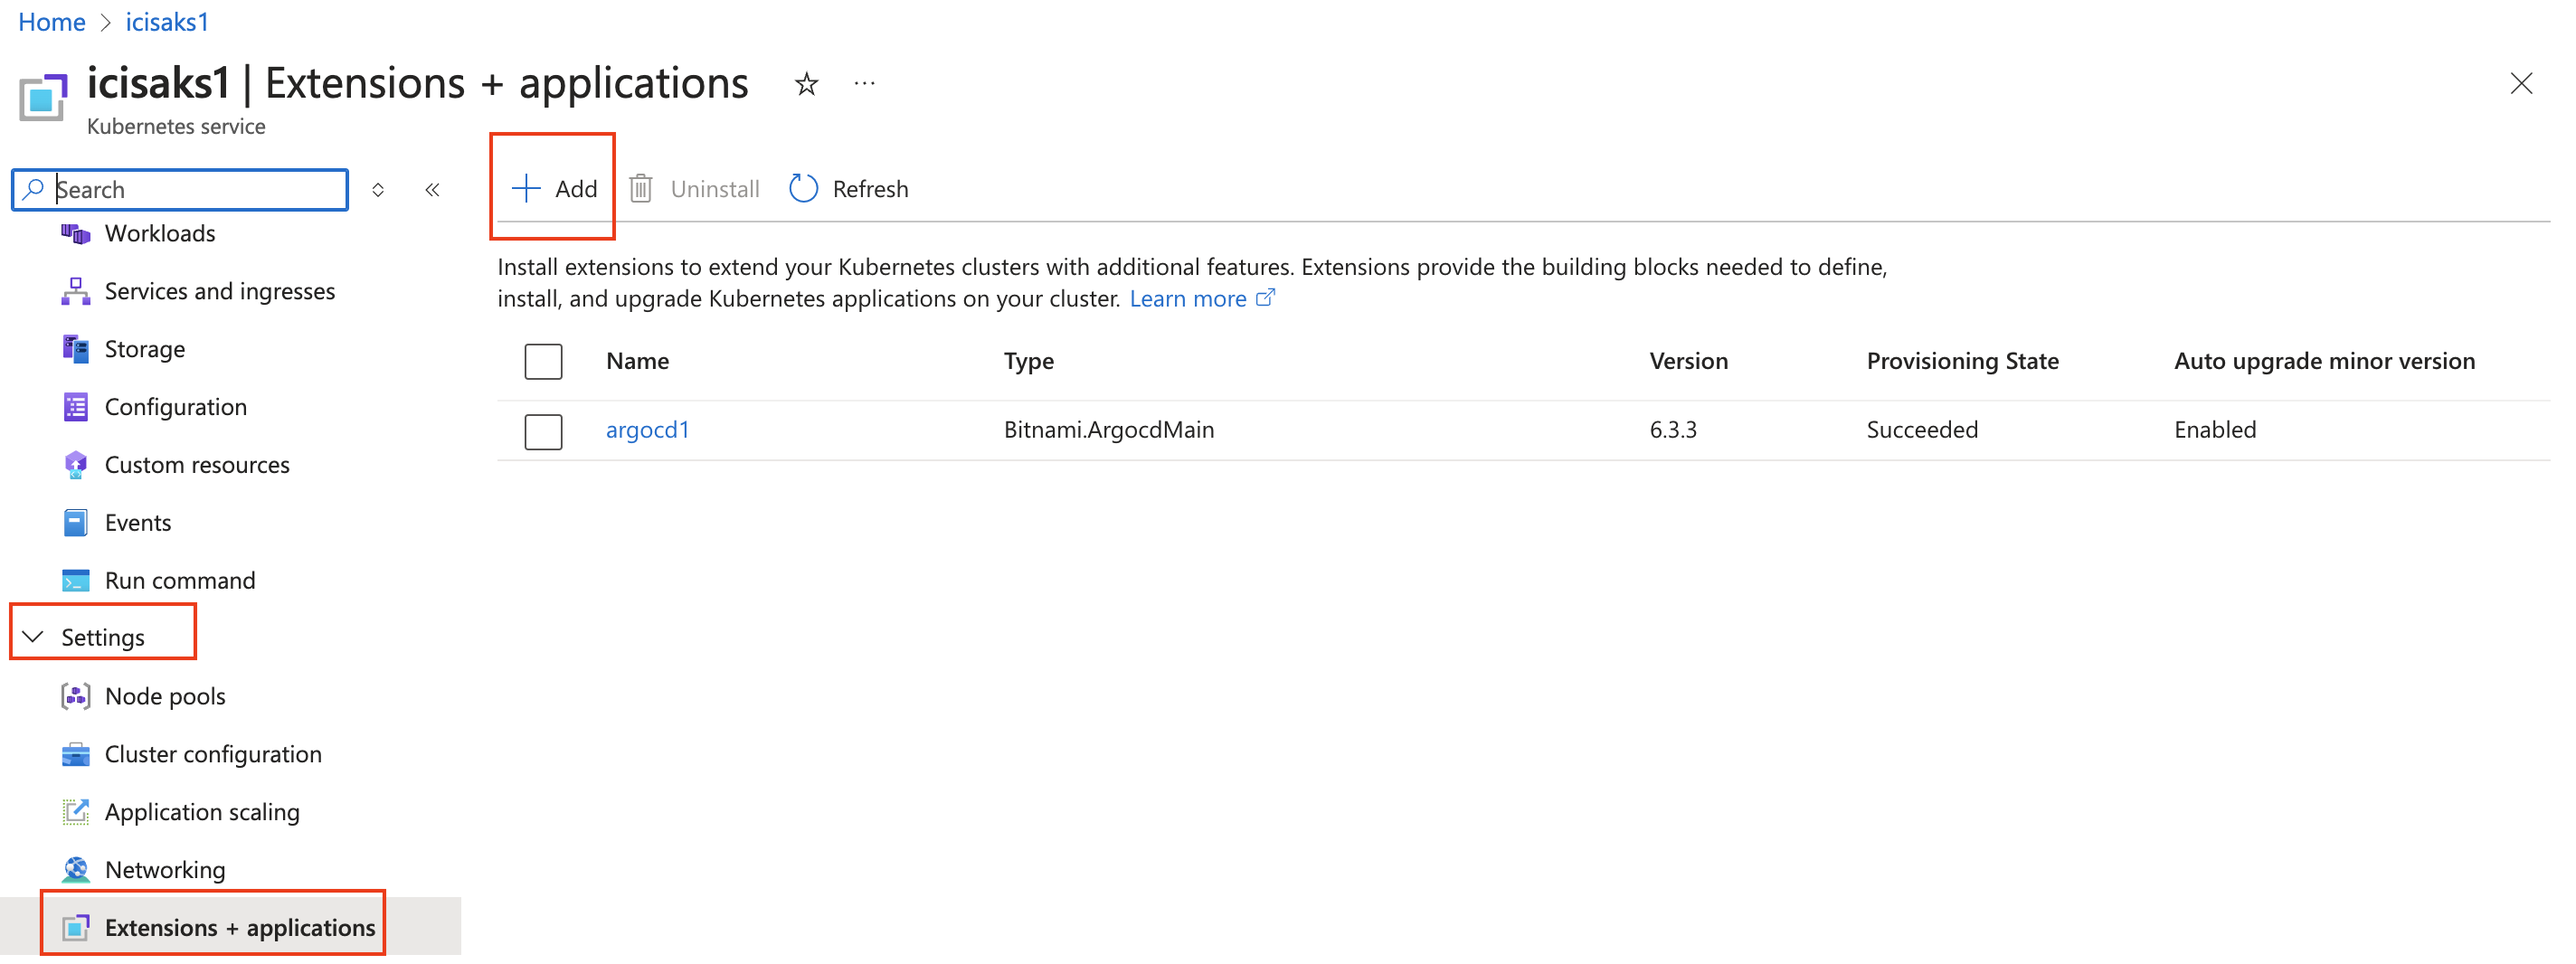 Home > icisaks1
icisaks1 | Extensions + applications
Kubernetes service
Search
Workloads
Services and ingresses
Storage
Configuration
Custom resources
Events
Run command
Settings
Node pools
Cluster configuration
Application scaling
Networking
Extensions + applications
Add Uninstall Refresh
Install extensions to extend your Kubernetes clusters with additional features. Extensions provide the building blocks needed to define,
install, and upgrade Kubernetes applications on your cluster. Learn more
Name Type Version Provisioning State Auto upgrade minor version
argocd1 Bitnami.ArgocdMain 6.3.3 Succeeded Enabled